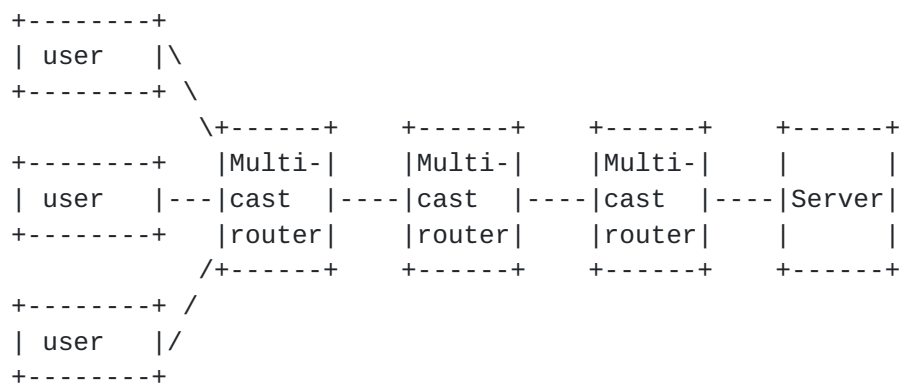 +--------+
| user   |\
+--------+ \
            \+------+    +------+    +------+    +------+
+--------+   |Multi-|    |Multi-|    |Multi-|    |      |
| user   |---|cast  |----|cast  |----|cast  |----|Server|
+--------+   |router|    |router|    |router|    |      |
            /+------+    +------+    +------+    +------+
+--------+ /
| user   |/
+--------+